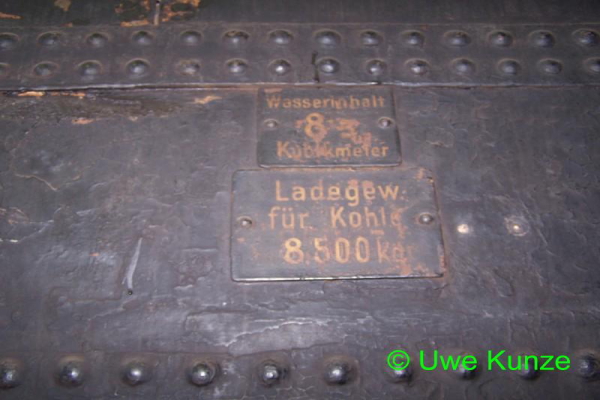 Wasserinhalt
8
Kubikmeter
Ladegew.
für Kohle
8.500 kg
© Uwe Kunze